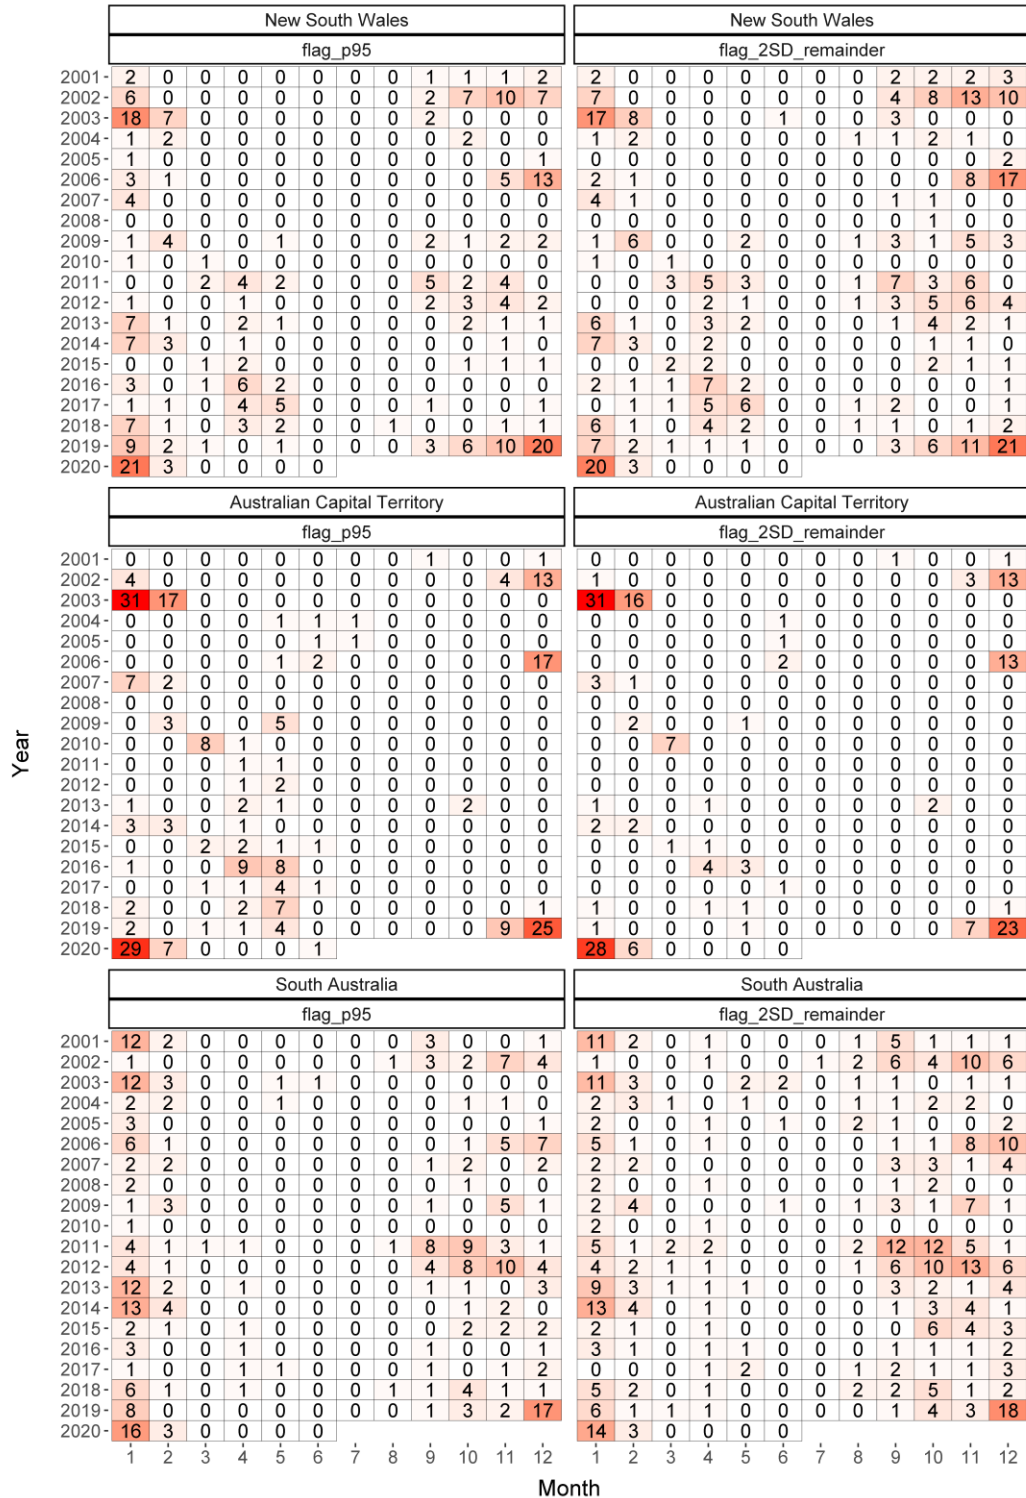 New South Wales New South Wales
flag_p95 flag_2SD_remainder
2001 2 0 0 0 0 0 0 0 1 1 1 2 2 0 0 0 0 0 0 0 2 2 2 3
2002 6 0 0 0 0 0 0 0 2 7 10 7 7 0 0 0 0 0 0 0 4 8 13 10
2003 18 7 0 0 0 0 0 0 2 0 0 0 17 8 0 0 0 1 0 0 3 0 0 0
2004 1 2 0 0 0 0 0 0 0 2 0 0 1 2 0 0 0 0 0 1 1 2 1 0
2005 1 0 0 0 0 0 0 0 0 0 0 1 0 0 0 0 0 0 0 0 0 0 0 2
2006 3 1 0 0 0 0 0 0 0 0 5 13 2 1 0 0 0 0 0 0 0 0 8 17
2007 4 0 0 0 0 0 0 0 0 0 0 0 4 1 0 0 0 0 0 0 1 1 0 0
2008 0 0 0 0 0 0 0 0 0 0 0 0 0 0 0 0 0 0 0 0 0 1 0 0
2009 1 4 0 0 1 0 0 0 2 1 2 2 1 6 0 0 2 0 0 1 3 1 5 3
2010 1 0 1 0 0 0 0 0 0 0 0 0 1 0 1 0 0 0 0 0 0 0 0 0
2011 0 0 2 4 2 0 0 0 5 2 4 0 0 0 3 5 3 0 0 1 7 3 6 0
2012 1 0 0 1 0 0 0 0 2 3 4 2 0 0 0 2 1 0 0 1 3 5 6 4
2013 7 1 0 2 1 0 0 0 0 2 1 1 6 1 0 3 2 0 0 0 1 4 2 1
2014 7 3 0 1 0 0 0 0 0 0 1 0 7 3 0 2 0 0 0 0 0 1 1 0
2015 0 0 1 2 0 0 0 0 0 1 1 1 0 0 2 2 0 0 0 0 0 2 1 1
2016 3 0 1 6 2 0 0 0 0 0 0 0 2 1 1 7 2 0 0 0 0 0 0 1
2017 1 1 0 4 5 0 0 0 1 0 0 1 0 1 1 5 6 0 0 1 2 0 0 1
2018 7 1 0 3 2 0 0 1 0 0 1 1 6 1 0 4 2 0 0 1 1 0 1 2
2019 9 2 1 0 1 0 0 0 3 6 10 20 7 2 1 1 1 0 0 0 3 6 11 21
2020 21 3 0 0 0 0 20 3 0 0 0 0
Australian Capital Territory Australian Capital Territory
flag_p95 flag_2SD_remainder
2001 0 0 0 0 0 0 0 0 1 0 0 1 0 0 0 0 0 0 0 0 1 0 0 1
2002 4 0 0 0 0 0 0 0 0 0 4 13 1 0 0 0 0 0 0 0 0 0 3 13
2003 31 17 0 0 0 0 0 0 0 0 0 0 31 16 0 0 0 0 0 0 0 0 0 0
2004 0 0 0 0 1 1 1 0 0 0 0 0 0 0 0 0 0 1 0 0 0 0 0 0
2005 0 0 0 0 0 1 1 0 0 0 0 0 0 0 0 0 0 1 0 0 0 0 0 0
2006 0 0 0 0 1 2 0 0 0 0 0 17 0 0 0 0 0 2 0 0 0 0 0 13
2007 7 2 0 0 0 0 0 0 0 0 0 0 3 1 0 0 0 0 0 0 0 0 0 0
2008 0 0 0 0 0 0 0 0 0 0 0 0 0 0 0 0 0 0 0 0 0 0 0 0
2009 0 3 0 0 5 0 0 0 0 0 0 0 0 2 0 0 1 0 0 0 0 0 0 0
2010 0 0 8 1 0 0 0 0 0 0 0 0 0 0 7 0 0 0 0 0 0 0 0 0
2011 0 0 0 1 1 0 0 0 0 0 0 0 0 0 0 0 0 0 0 0 0 0 0 0
2012 0 0 0 1 2 0 0 0 0 0 0 0 0 0 0 0 0 0 0 0 0 0 0 0
2013 1 0 0 2 1 0 0 0 0 2 0 0 1 0 0 1 0 0 0 0 0 2 0 0
2014 3 3 0 1 0 0 0 0 0 0 0 0 2 2 0 0 0 0 0 0 0 0 0 0
2015 0 0 2 2 1 1 0 0 0 0 0 0 0 0 1 1 0 0 0 0 0 0 0 0
2016 1 0 0 9 8 0 0 0 0 0 0 0 0 0 0 4 3 0 0 0 0 0 0 0
2017 0 0 1 1 4 1 0 0 0 0 0 0 0 0 0 0 0 1 0 0 0 0 0 0
2018 2 0 0 2 7 0 0 0 0 0 0 1 1 0 0 1 1 0 0 0 0 0 0 1
2019 2 0 1 1 4 0 0 0 0 0 9 25 1 0 0 0 1 0 0 0 0 0 7 23
2020 29 7 0 0 0 1 28 6 0 0 0 0
South Australia South Australia
flag_p95 flag_2SD_remainder
2001 12 2 0 0 0 0 0 0 3 0 0 1 11 2 0 1 0 0 0 1 5 1 1 1
2002 1 0 0 0 0 0 0 1 3 2 7 4 1 0 0 1 0 0 1 2 6 4 10 6
2003 12 3 0 0 1 1 0 0 0 0 0 0 11 3 0 0 2 2 0 1 1 0 1 1
2004 2 2 0 0 1 0 0 0 0 1 1 0 2 3 1 0 1 0 0 1 1 2 2 0
2005 3 0 0 0 0 0 0 0 0 0 0 1 2 0 0 1 0 1 0 2 1 0 0 2
2006 6 1 0 0 0 0 0 0 0 1 5 7 5 1 0 1 0 0 0 0 1 1 8 10
2007 2 2 0 0 0 0 0 0 1 2 0 2 2 2 0 0 0 0 0 0 3 3 1 4
2008 2 0 0 0 0 0 0 0 0 1 0 0 2 0 0 1 0 0 0 0 1 2 0 0
2009 1 3 0 0 0 0 0 0 1 0 5 1 2 4 0 0 0 1 0 1 3 1 7 1
2010 1 0 0 0 0 0 0 0 0 0 0 0 2 0 0 1 0 0 0 0 0 0 0 0
2011 4 1 1 1 0 0 0 1 8 9 3 1 5 1 2 2 0 0 0 2 12 12 5 1
2012 4 1 0 0 0 0 0 0 4 8 10 4 4 2 1 1 0 0 0 1 6 10 13 6
2013 12 2 0 1 0 0 0 0 1 1 0 3 9 3 1 1 1 0 0 0 3 2 1 4
2014 13 4 0 0 0 0 0 0 0 1 2 0 13 4 0 1 0 0 0 0 1 3 4 1
2015 2 1 0 1 0 0 0 0 0 2 2 2 2 1 0 1 0 0 0 0 0 6 4 3
2016 3 0 0 1 0 0 0 0 1 0 0 1 3 1 0 1 1 0 0 0 1 1 1 2
2017 1 0 0 1 1 0 0 0 1 0 1 2 0 0 0 1 2 0 0 1 2 1 1 3
2018 6 1 0 1 0 0 0 1 1 4 1 1 5 2 0 1 0 0 0 2 2 5 1 2
2019 8 0 0 0 0 0 0 0 1 3 2 17 6 1 1 1 0 0 0 0 1 4 3 18
2020 16 3 0 0 0 0 14 3 0 0 0 0
1 2 3 4 5 6 7 8 9 10 11 12 1 2 3 4 5 6 7 8 9 10 11 12
Month
Year